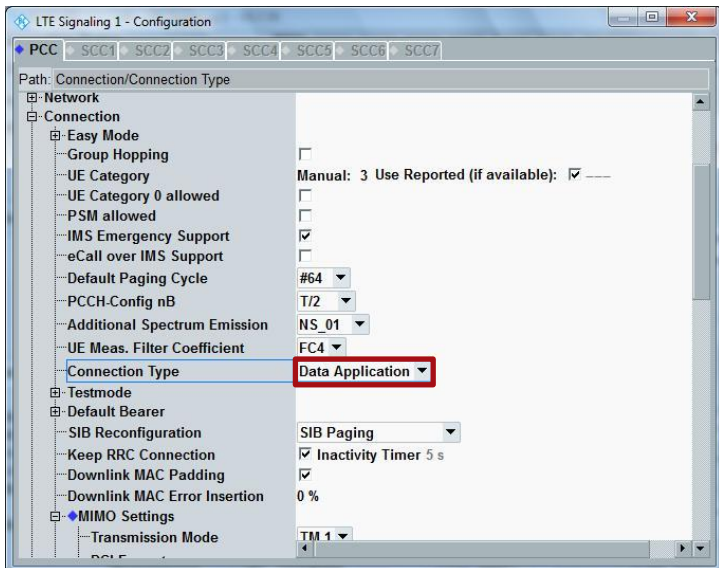 LTE Signaling 1 - Configuration
PCC SCC1 SCC2 SCC3 SCC4 SCC5 SCC6 SCC7
Path: Connection/Connection Type
Network
Connection
Easy Mode
Group Hopping
UE Category Manual: 3 Use Reported (if available): ---
UE Category 0 allowed
PSM allowed
IMS Emergency Support
eCall over IMS Support
Default Paging Cycle #64
PCCH-Config nB T/2
Additional Spectrum Emission NS_01
UE Meas. Filter Coefficient FC4
Connection Type Data Application
Testmode
Default Bearer
SIB Reconfiguration SIB Paging
Keep RRC Connection Inactivity Timer 5 s
Downlink MAC Padding
Downlink MAC Error Insertion 0 %
MIMO Settings
Transmission Mode TM 1